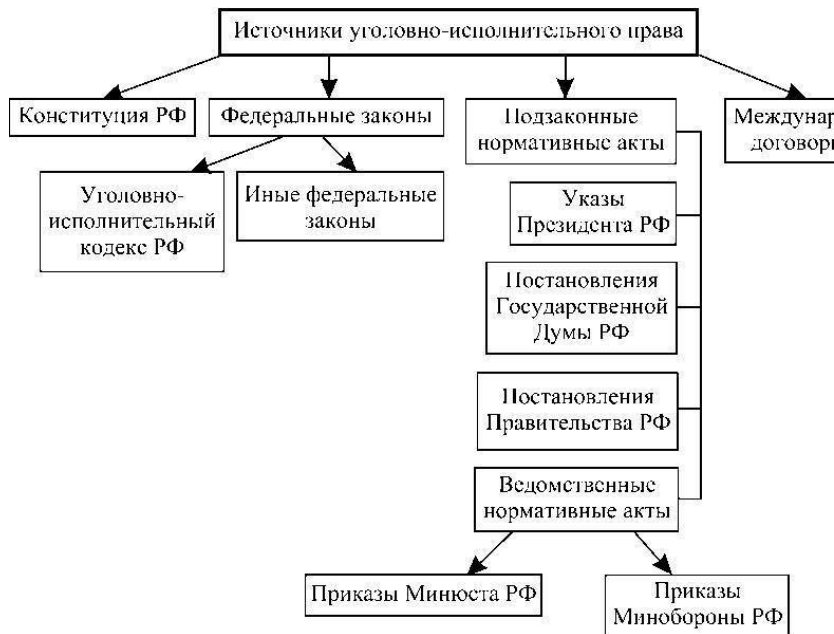 Источники уголовно-исполнительного права
Конституция РФ
Федеральные законы
Подзаконные
нормативные акты
Уголовно-
исполнительный
кодекс РФ
Иные федеральные
законы
Указы
Президента РФ
Постановления
Государственной
Думы РФ
Постановления
Правительства РФ
Ведомственные
нормативные акты
Приказы Минюста РФ
Приказы
Минобороны РФ